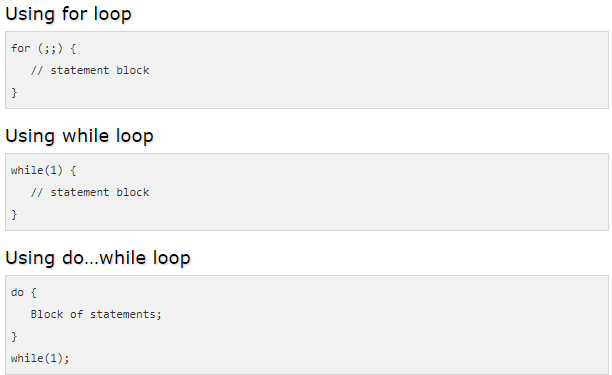 Using for loop
for (;;) {
   // statement block
}
Using while loop
while(1) {
   // statement block
}
Using do...while loop
do {
   Block of statements;
}
while(1);